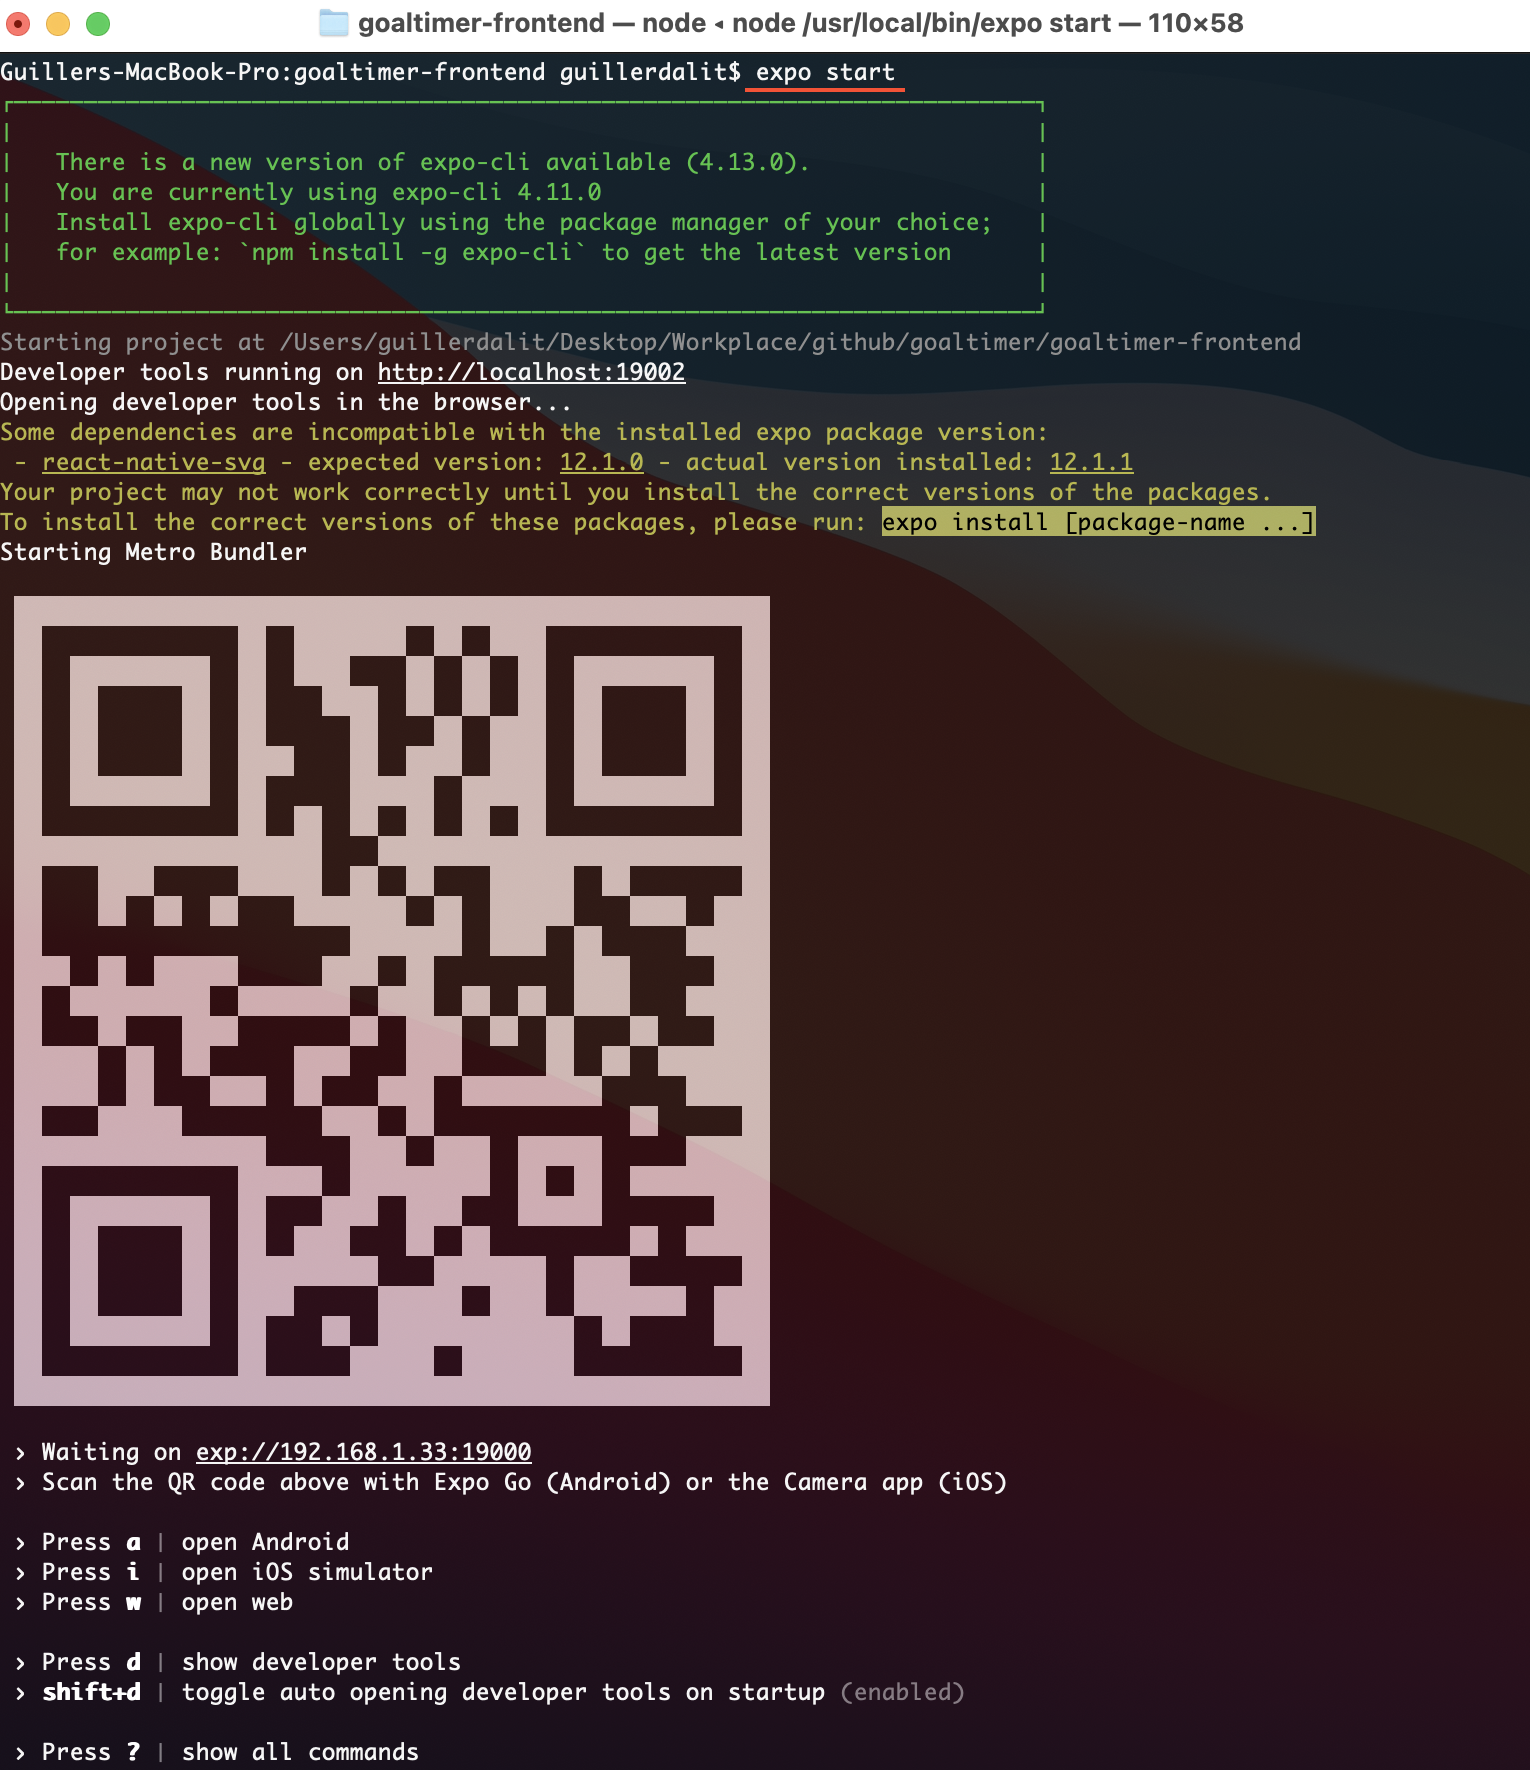 goaltimer-frontend — node ◂ node /usr/local/bin/expo start — 110×58
Guillers-MacBook-Pro:goaltimer-frontend guillerdalit$ expo start
There is a new version of expo-cli available (4.13.0).
You are currently using expo-cli 4.11.0
Install expo-cli globally using the package manager of your choice;
for example: `npm install -g expo-cli` to get the latest version
Starting project at /Users/guillerdalit/Desktop/Workplace/github/goaltimer/goaltimer-frontend
Developer tools running on http://localhost:19002
Opening developer tools in the browser...
Some dependencies are incompatible with the installed expo package version:
- react-native-svg - expected version: 12.1.0 - actual version installed: 12.1.1
Your project may not work correctly until you install the correct versions of the packages.
To install the correct versions of these packages, please run: expo install [package-name ...]
Starting Metro Bundler
› Waiting on exp://192.168.1.33:19000
› Scan the QR code above with Expo Go (Android) or the Camera app (iOS)
› Press a | open Android
› Press i | open iOS simulator
› Press w | open web
› Press d | show developer tools
› shift+d | toggle auto opening developer tools on startup (enabled)
› Press ? | show all commands